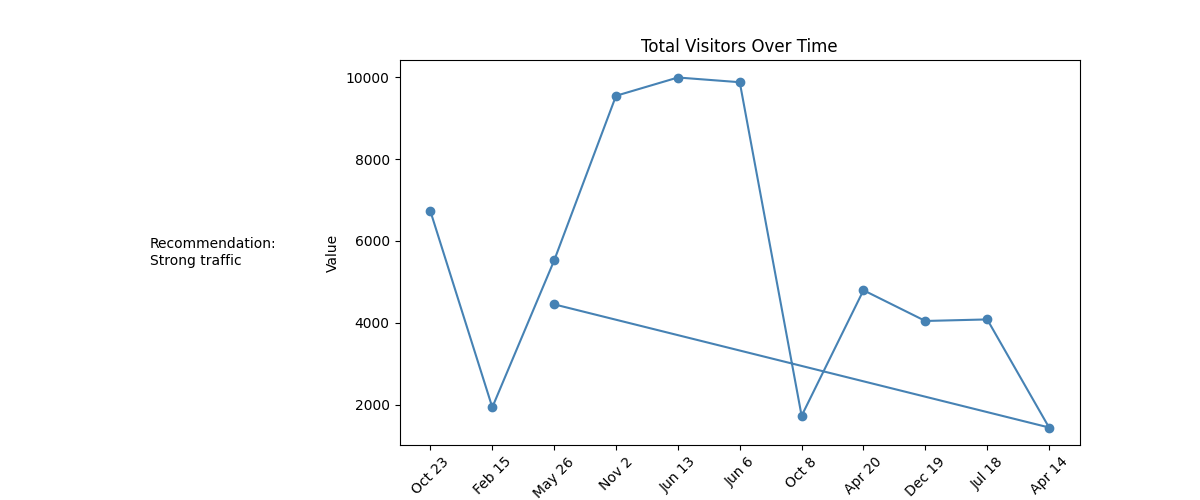 Total Visitors Over Time
Recommendation:
Strong traffic
Value
10000
8000
6000
4000
2000
Oct 23
Feb 15
May 26
Nov 2
Jun 13
Jun 6
Oct 8
Apr 20
Dec 19
Jul 18
Apr 14